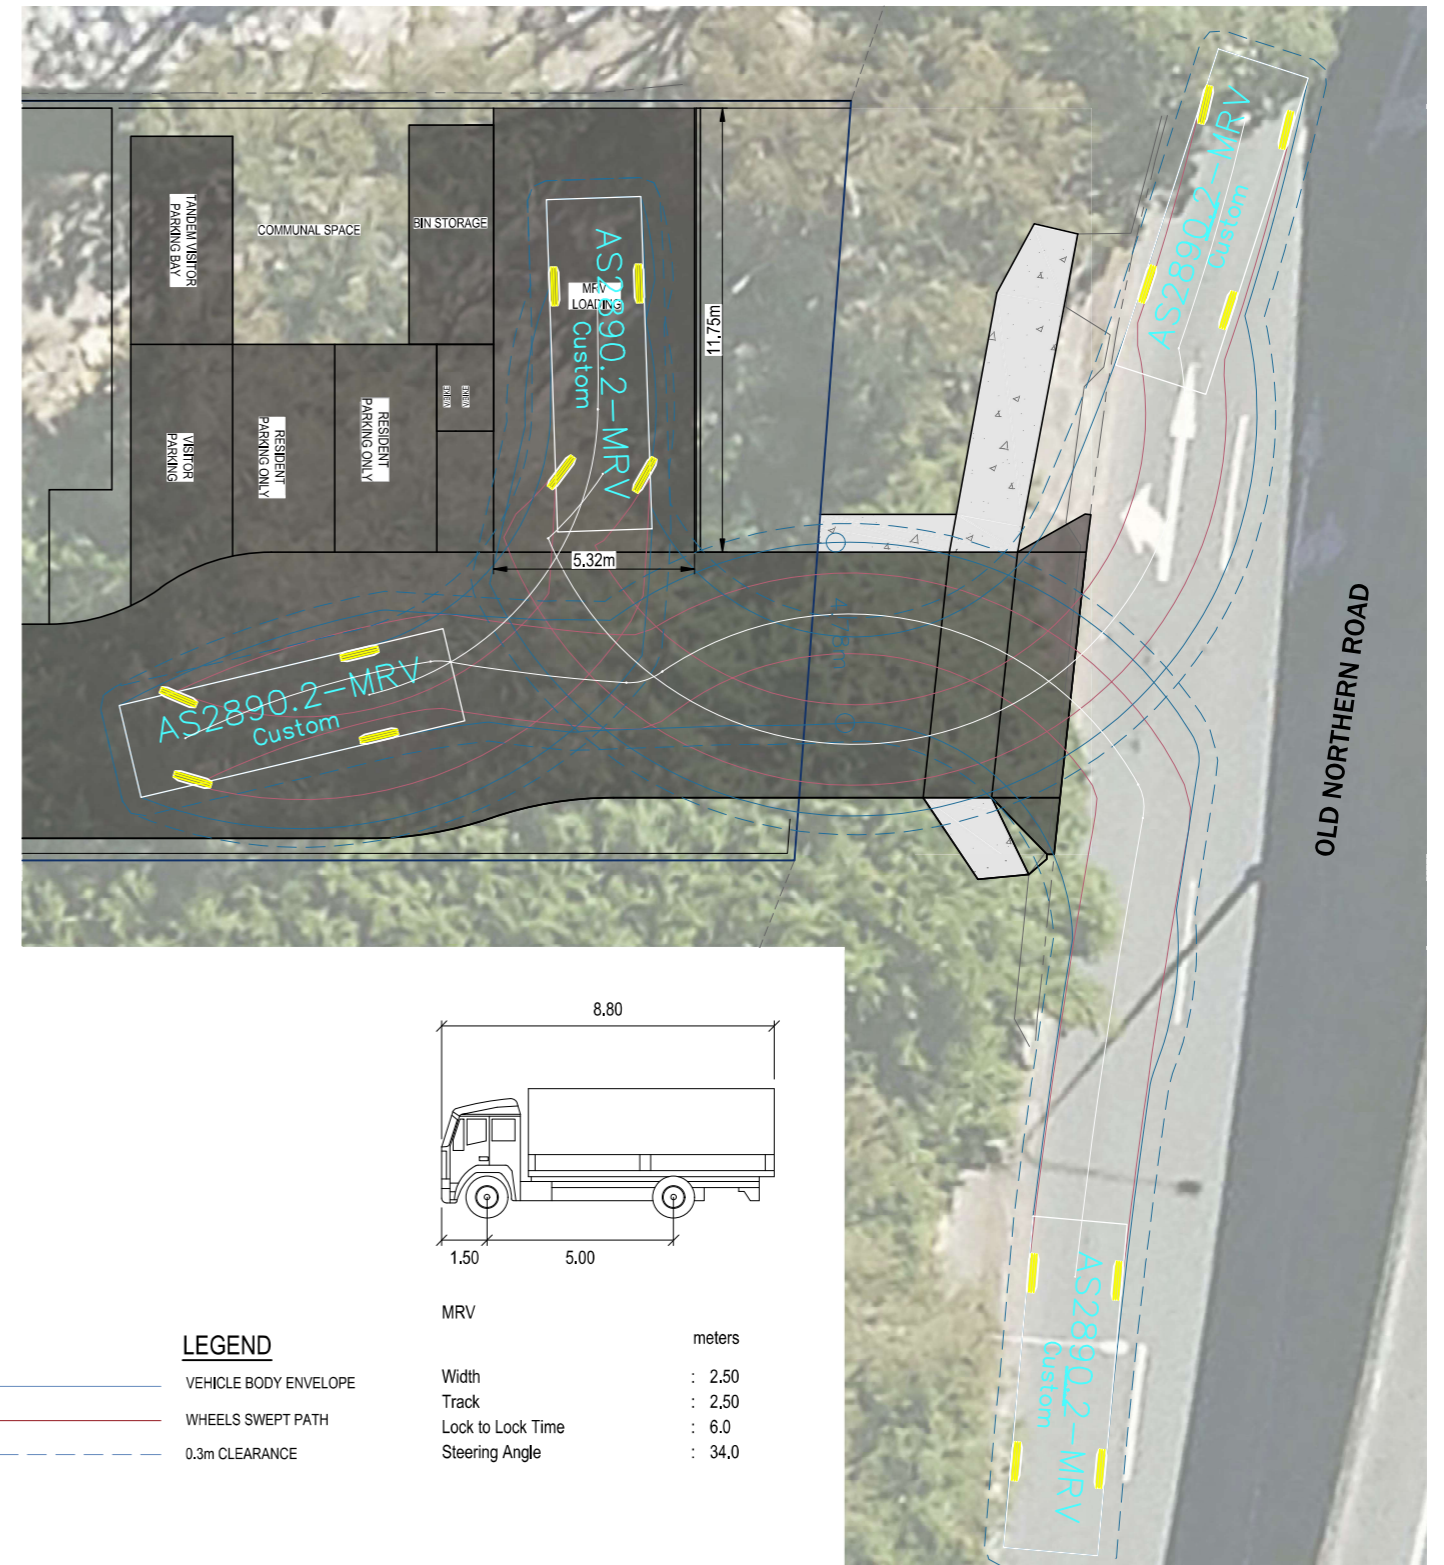 TANDEM VISITOR
PARKING BAY
COMMUNAL SPACE
BIN STORAGE
MRV
LOADING
AS2890.2-MRV
Custom
11.75m
AS2890.2-MRV
Custom
VISITOR
PARKING
RESIDENT
PARKING ONLY
RESIDENT
PARKING ONLY
5.32m
AS2890.2-MRV
Custom
OLD NORTHERN ROAD
8.80
1.50
5.00
AS2890.2-MRV
Custom
MRV
meters
Width : 2.50
Track : 2.50
Lock to Lock Time : 6.0
Steering Angle : 34.0
LEGEND
VEHICLE BODY ENVELOPE
WHEELS SWEPT PATH
0.3m CLEARANCE